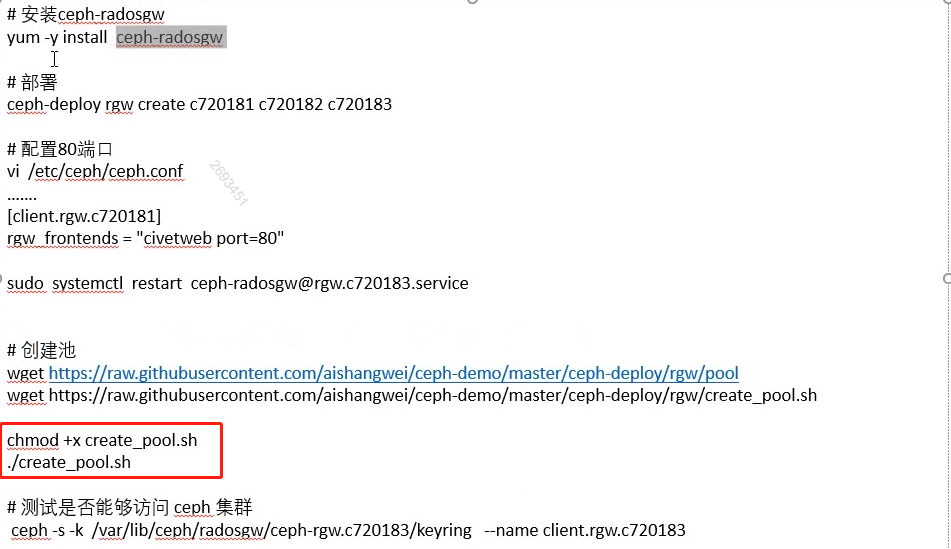 # 安装ceph-radosgw
yum -y install ceph-radosgw
# 部署
ceph-deploy rgw create c720181 c720182 c720183
# 配置80端口
vi /etc/ceph/ceph.conf
.......
[client.rgw.c720181]
rgw_frontends = "civetweb port=80"
2693451
sudo systemctl restart ceph-radosgw@rgw.c720183.service
# 创建池
wget https://raw.githubusercontent.com/aishangwei/ceph-demo/master/ceph-deploy/rgw/pool
wget https://raw.githubusercontent.com/aishangwei/ceph-demo/master/ceph-deploy/rgw/create_pool.sh
chmod +x create_pool.sh
./create_pool.sh
# 测试是否能够访问 ceph 集群
ceph -s -k /var/lib/ceph/radosgw/ceph-rgw.c720183/keyring --name client.rgw.c720183